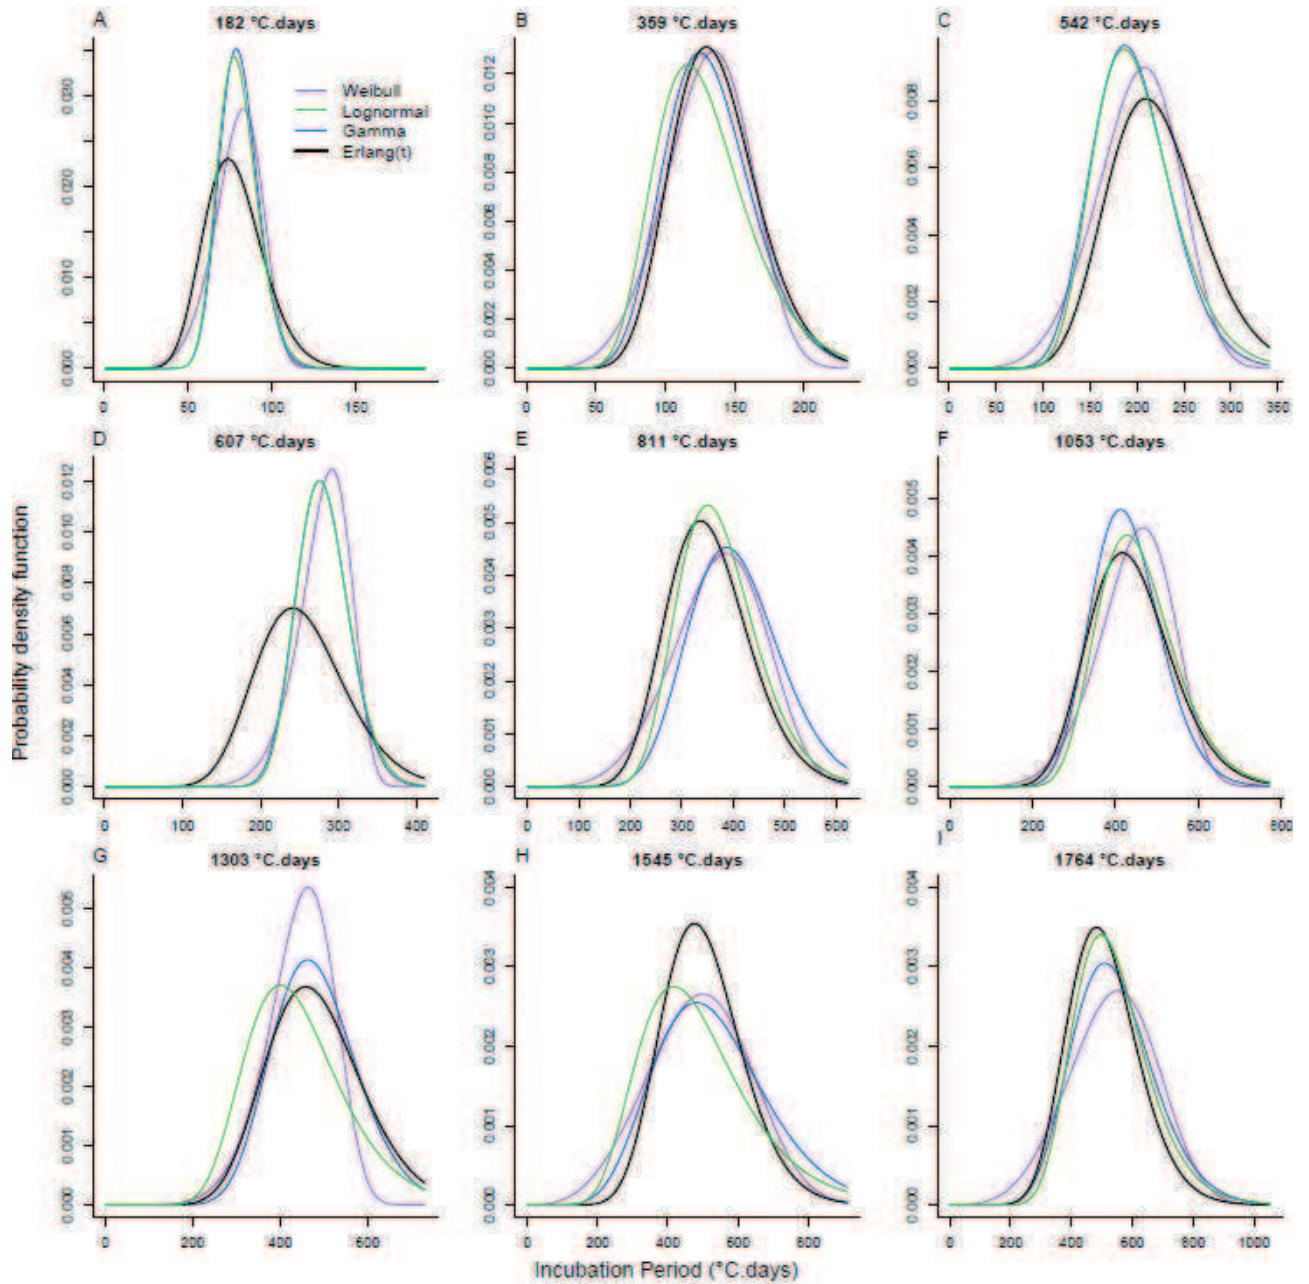 A 182 °C.days
0.000 0.010 0.020 0.030
0 50 100 150
Weibull
Lognormal
Gamma
Erlang(t)
B 359 °C.days
0.000 0.002 0.004 0.006 0.008 0.010 0.012
0 50 100 150 200
C 542 °C.days
0.000 0.002 0.004 0.006 0.008
0 50 100 150 200 250 300 350
D 607 °C.days
0.000 0.002 0.004 0.006 0.008 0.010 0.012
0 100 200 300 400
E 811 °C.days
0.000 0.001 0.002 0.003 0.004 0.005 0.006
0 100 200 300 400 500 600
F 1053 °C.days
0.000 0.001 0.002 0.003 0.004 0.005
0 200 400 600 800
Probability density function
G 1303 °C.days
0.000 0.001 0.002 0.003 0.004 0.005
0 200 400 600
H 1545 °C.days
0.000 0.001 0.002 0.003 0.004
0 200 400 600 800
I 1764 °C.days
0.000 0.001 0.002 0.003 0.004
0 200 400 600 800 1000
Incubation Period (°C.days)